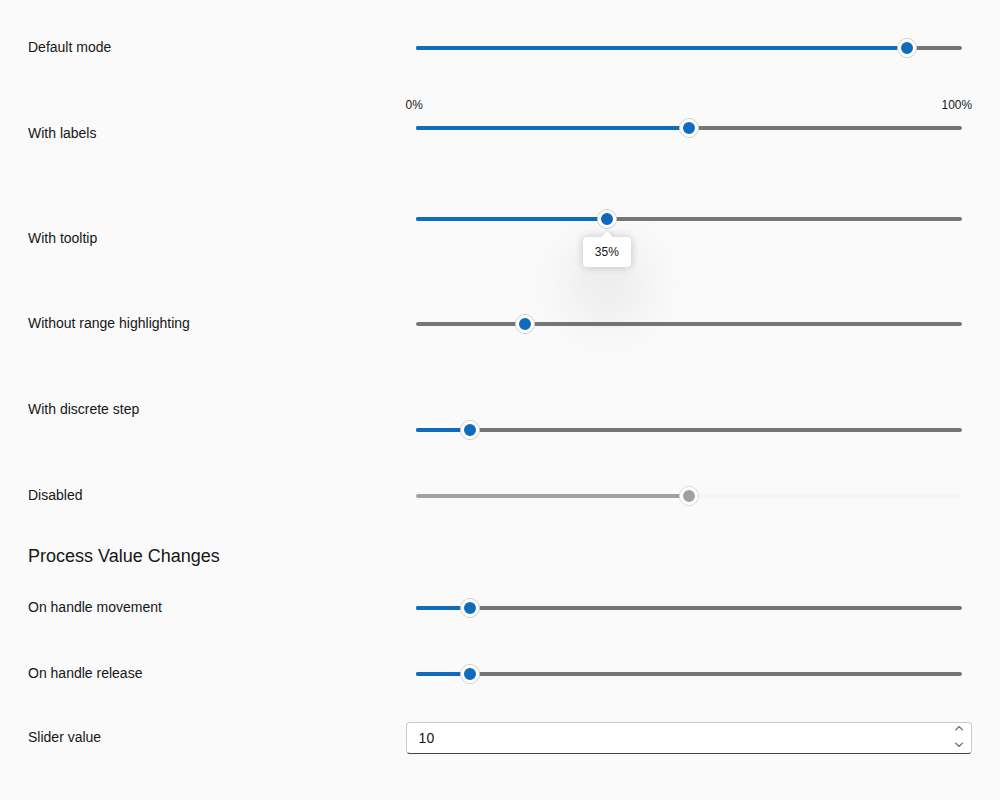 Default mode
0% 100%
With labels
With tooltip
35%
Without range highlighting
With discrete step
Disabled
Process Value Changes
On handle movement
On handle release
Slider value 10